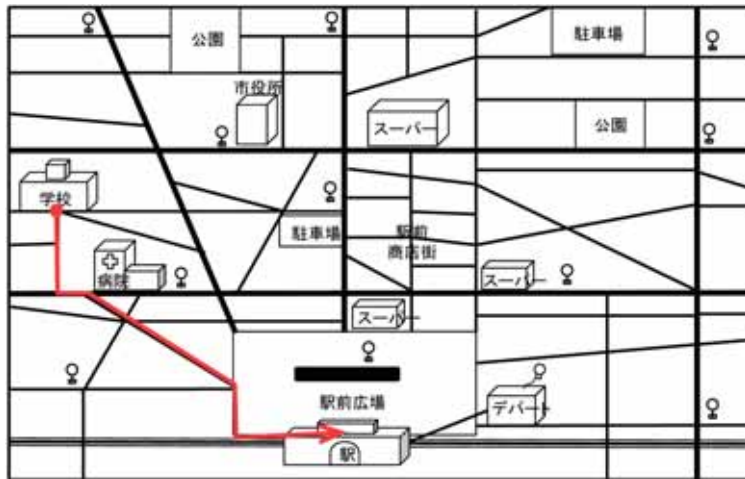 公園
駐車場
市役所
スーパー
公園
学校
駐車場
駅前
商店街
病院
スーパー
スーパー
駅前広場
デパート
駅